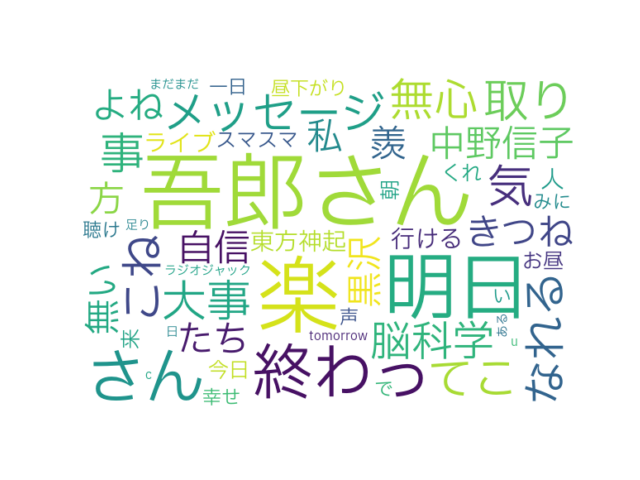 まだまだ 一日 昼下がり
よね メッセージ 無心 取り
ライブ スマスマ 私 羨 中野信子
事 吾郎さん 朝 くれ 気 人
方 みに
聴け 足り 自信 東方神起 行ける きつね
こね ラジオジャック 黒沢 お昼
無い 大事 楽 明日 い なれる
来 日 たち 声 tomorrow 脳科学 ある u
さん c 今日 終わっ てこ
幸せ で